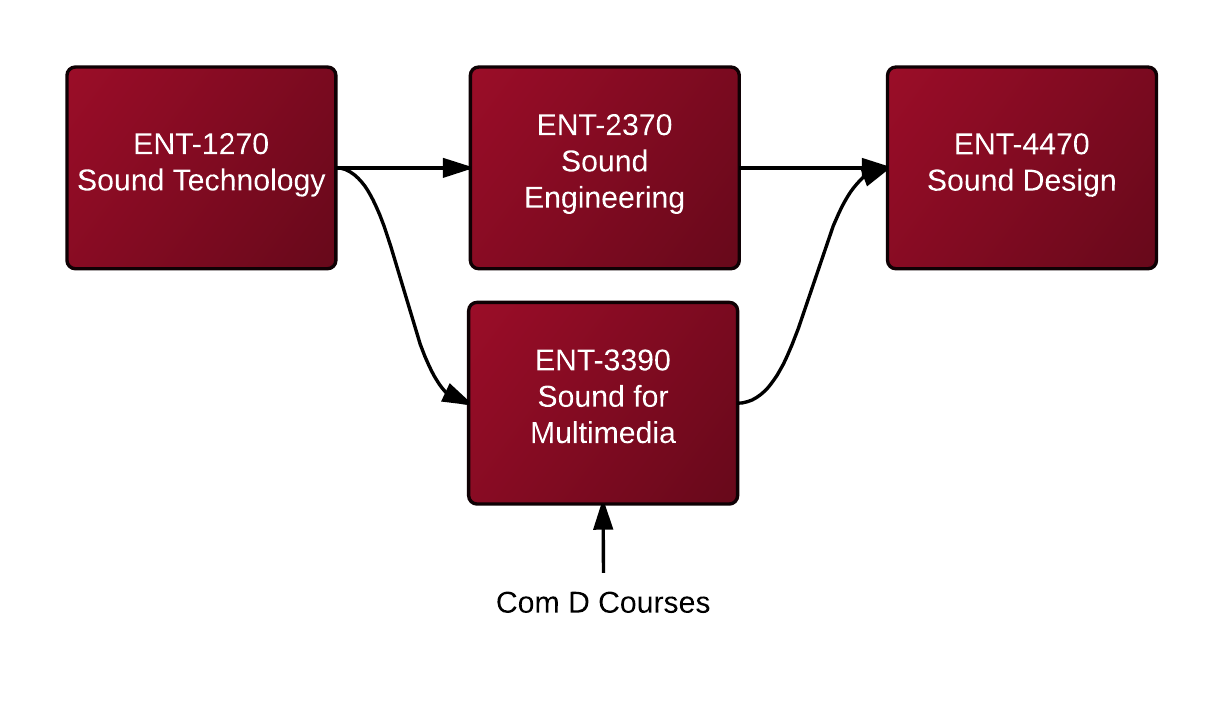 ENT-1270
Sound Technology
ENT-2370
Sound
Engineering
ENT-4470
Sound Design
ENT-3390
Sound for
Multimedia
Com D Courses